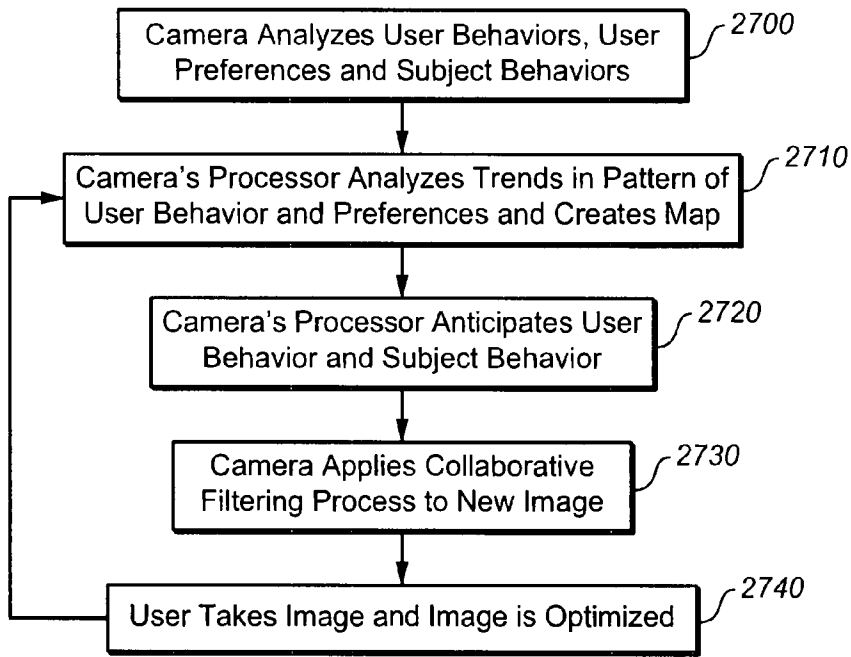 Camera Analyzes User Behaviors, User
Preferences and Subject Behaviors
2700
Camera's Processor Analyzes Trends in Pattern of
User Behavior and Preferences and Creates Map
2710
Camera's Processor Anticipates User
Behavior and Subject Behavior
2720
Camera Applies Collaborative
Filtering Process to New Image
2730
User Takes Image and Image is Optimized
2740